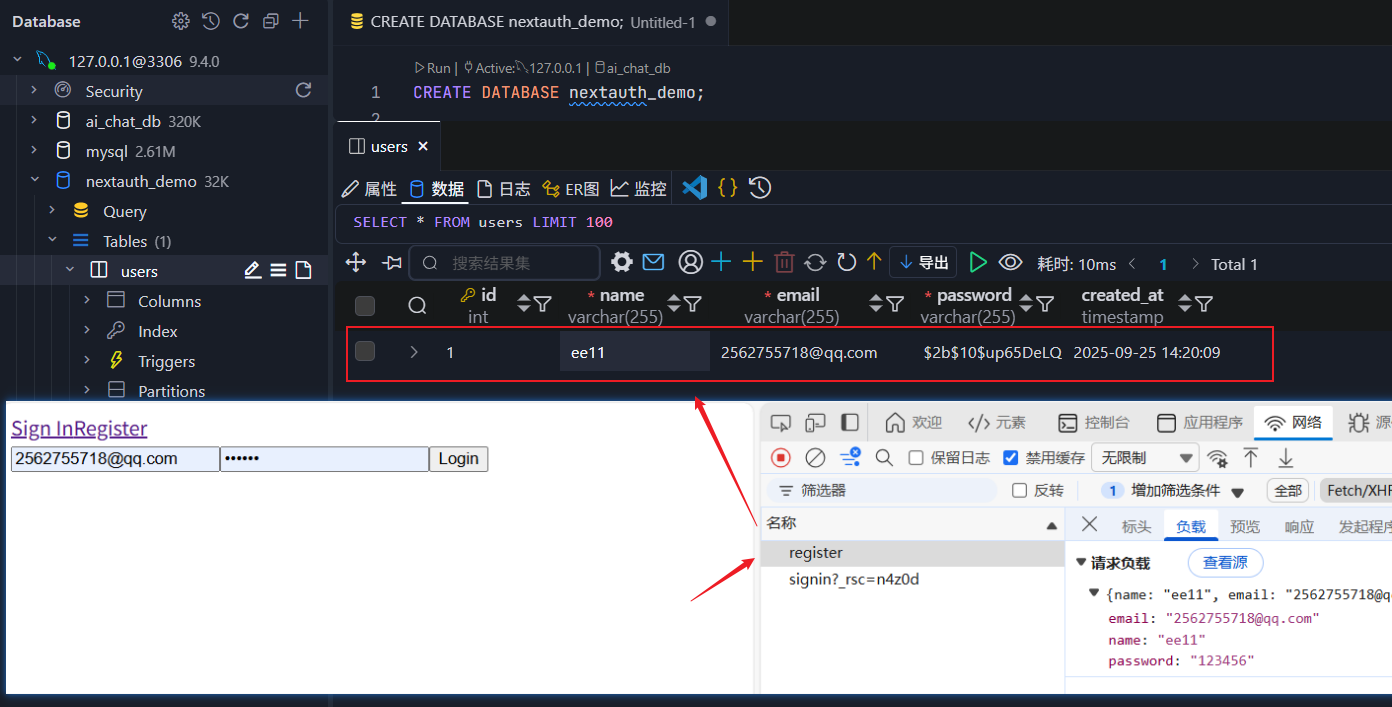 Database
127.0.0.1@3306 9.4.0
Security
ai_chat_db 320K
mysql 2.61M
nextauth_demo 32K
Query
Tables (1)
users
Columns
Index
Triggers
Partitions
CREATE DATABASE nextauth_demo; Untitled-1
Run | Active: 127.0.0.1 | ai_chat_db
1 CREATE DATABASE nextauth_demo;
2
users
属性 数据 日志 ER图 监控
SELECT * FROM users LIMIT 100
搜索结果集 导出 耗时: 10ms 1 Total 1
id * name * email * password created_at
int varchar(255) varchar(255) varchar(255) timestamp
1 ee11 2562755718@qq.com $2b$10$up65DeLQ 2025-09-25 14:20:09
Sign InRegister
2562755718@qq.com •••••• Login
欢迎 元素 控制台 应用程序 网络
保留日志 禁用缓存 无限制
筛选器 反转 1 增加筛选条件 全部 Fetch/XHR
名称
register
signin?_rsc=n4z0d
标头 负载 预览 响应 发起程序
请求负载 查看源
{name: "ee11", email: "2562755718@q
email: "2562755718@qq.com"
name: "ee11"
password: "123456"